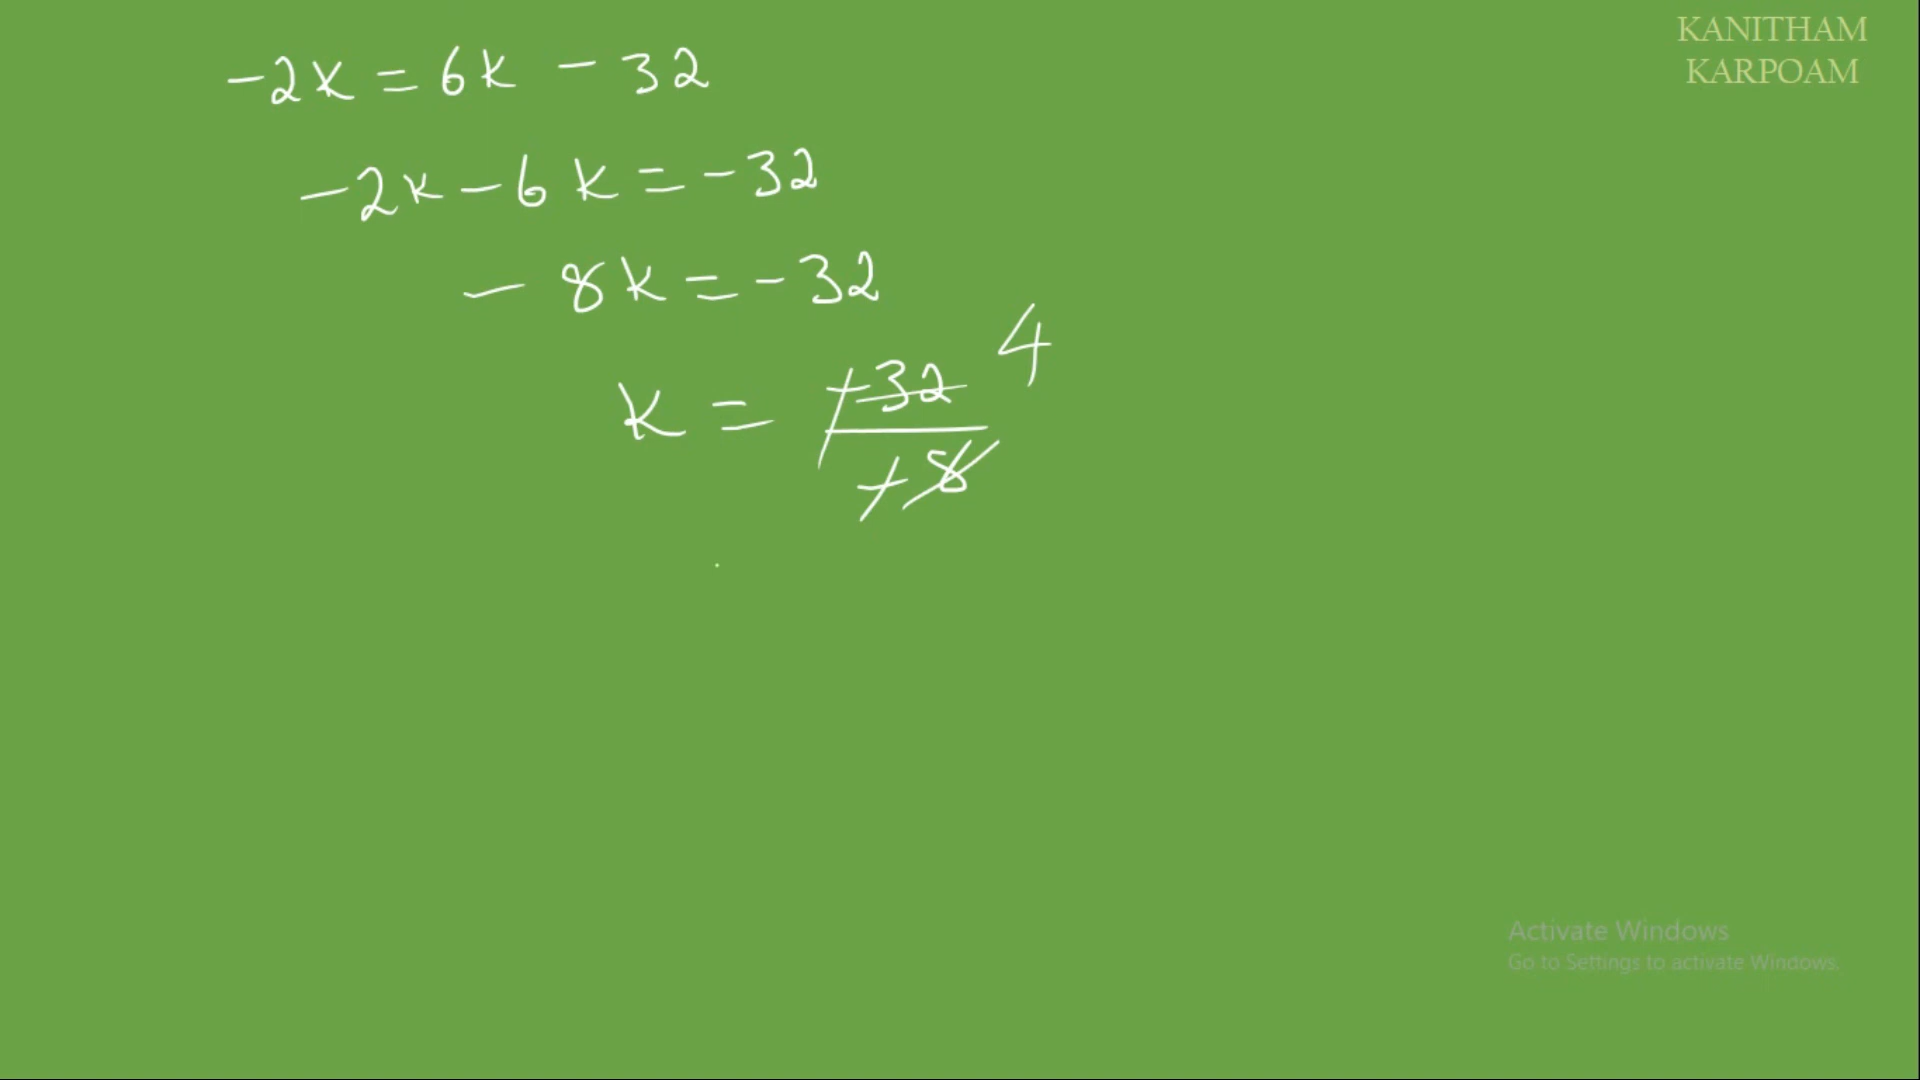 KANITHAM
KARPOAM
-2k = 6k - 32
-2k - 6k = -32
- 8k = -32
k = -32/-8 4
Activate Windows
Go to Settings to activate Windows.